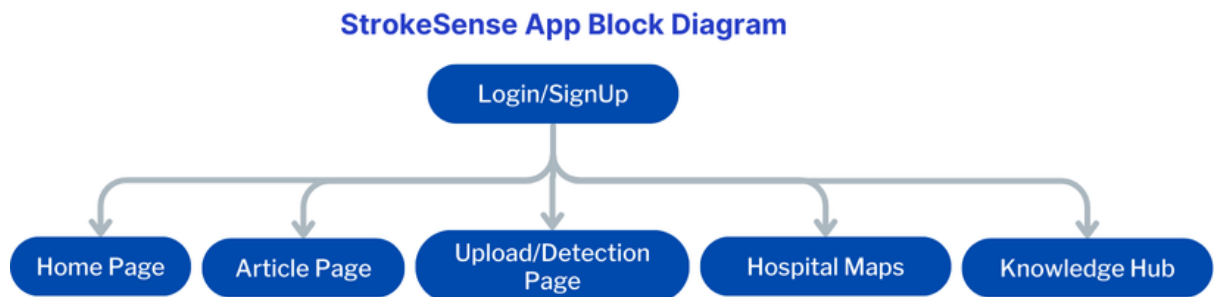 StrokeSense App Block Diagram
Login/SignUp
Home Page
Article Page
Upload/Detection
Page
Hospital Maps
Knowledge Hub